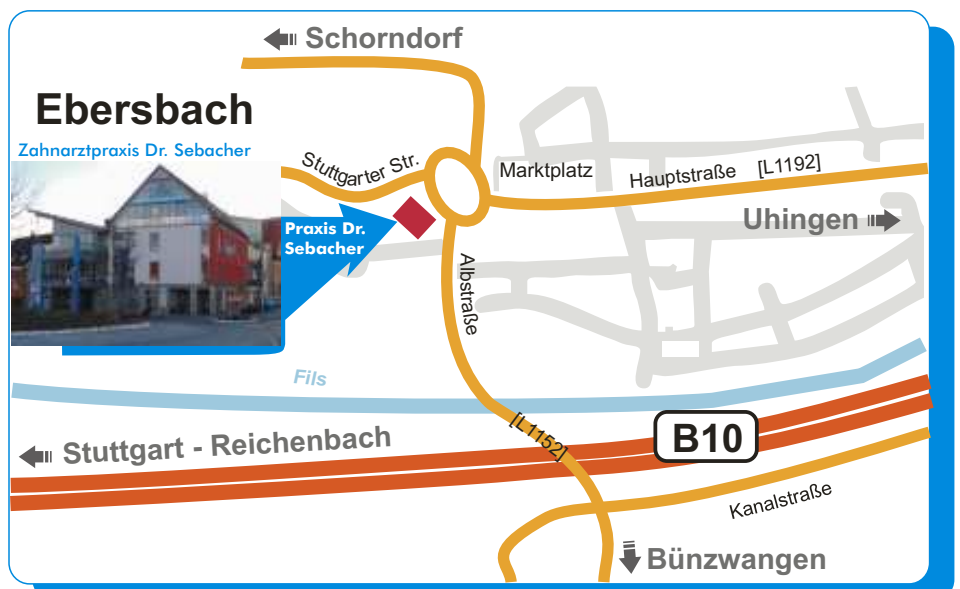 Schorndorf
Ebersbach
Zahnarztpraxis Dr. Sebacher
Stuttgarter Str.
Marktplatz
Hauptstraße
[L1192]
Praxis Dr.
Sebacher
Uhingen
Albstraße
Fils
[L1152]
B10
Stuttgart - Reichenbach
Kanalstraße
Bünzwangen